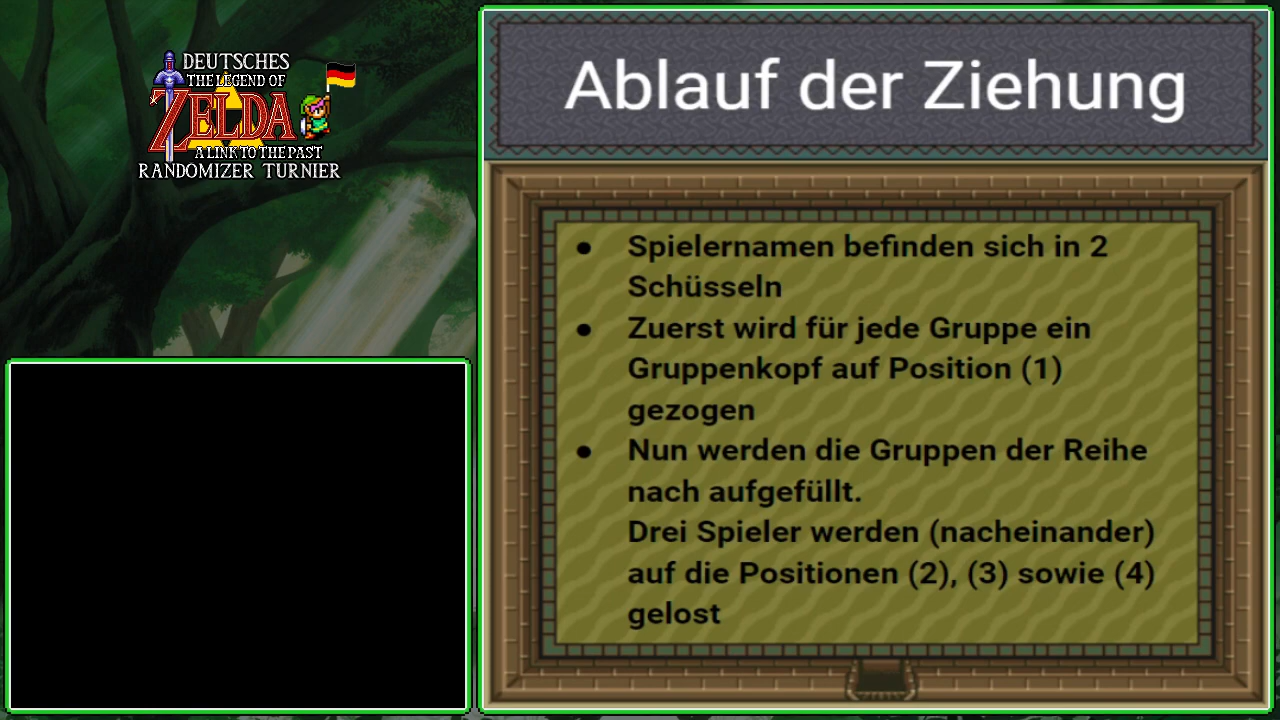 DEUTSCHES
THE LEGEND OF
ZELDA
A LINK TO THE PAST
RANDOMIZER TURNIER
Ablauf der Ziehung
● Spielernamen befinden sich in 2
Schüsseln
● Zuerst wird für jede Gruppe ein
Gruppenkopf auf Position (1)
gezogen
● Nun werden die Gruppen der Reihe
nach aufgefüllt.
Drei Spieler werden (nacheinander)
auf die Positionen (2), (3) sowie (4)
gelost